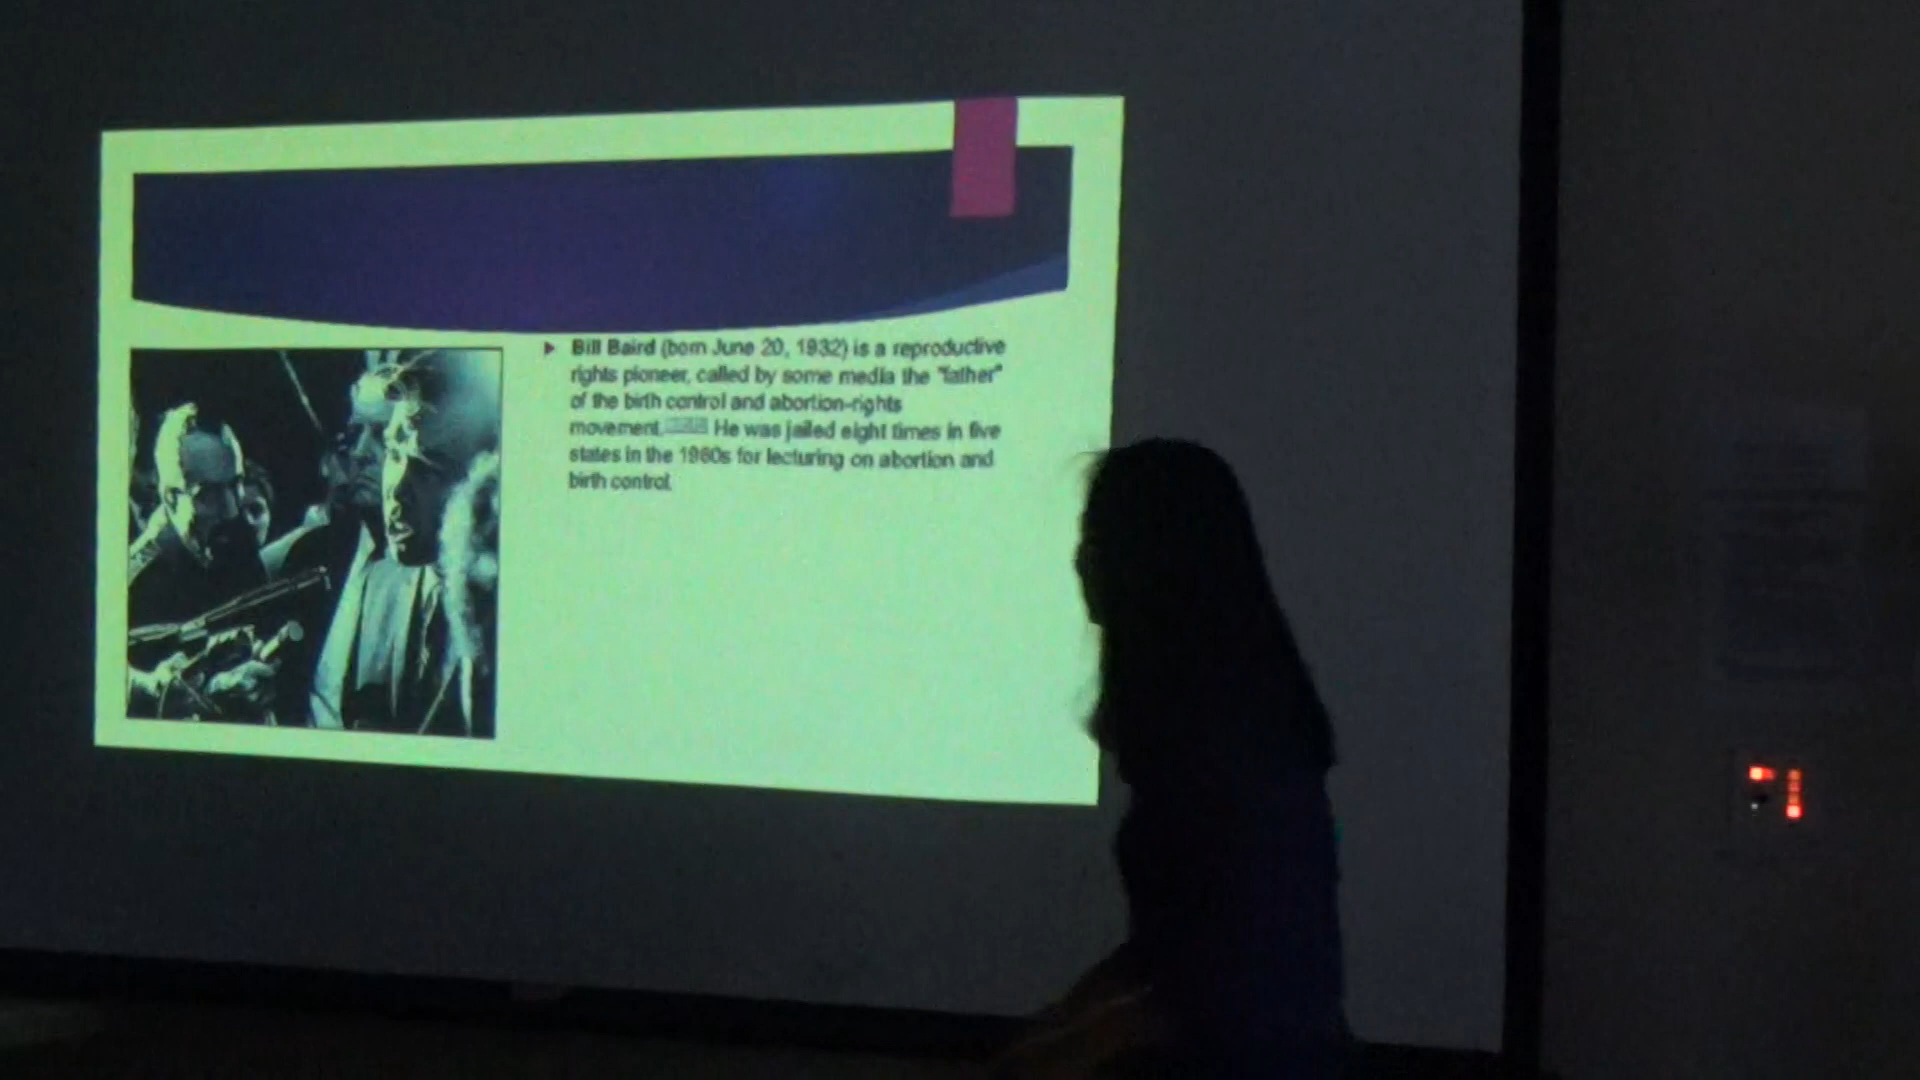 Bill Baird (born June 20, 1932) is a reproductive
rights pioneer, called by some media the "father"
of the birth control and abortion-rights
movement. He was jailed eight times in five
states in the 1960s for lecturing on abortion and
birth control.